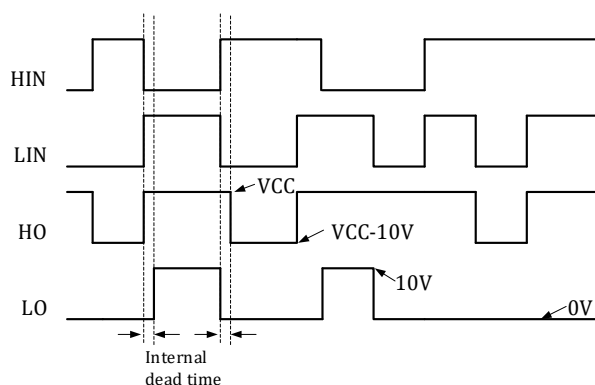 HIN
LIN
VCC
HO
VCC-10V
10V
LO
0V
Internal
dead time